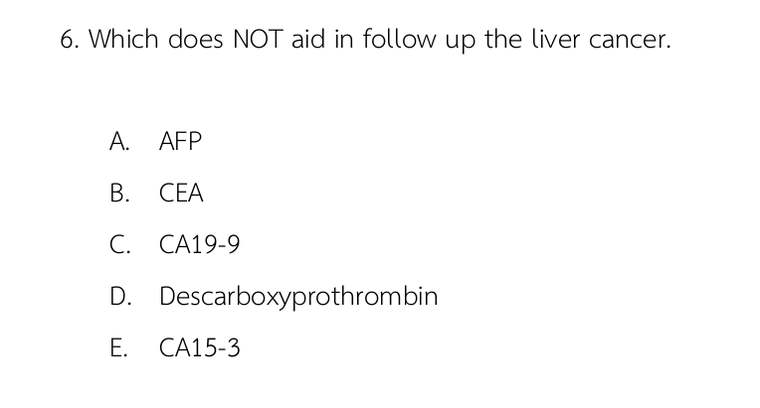 6. Which does NOT aid in follow up the liver cancer.
A. AFP
B. CEA
C. CA19-9
D. Descarboxyprothrombin
E. CA15-3